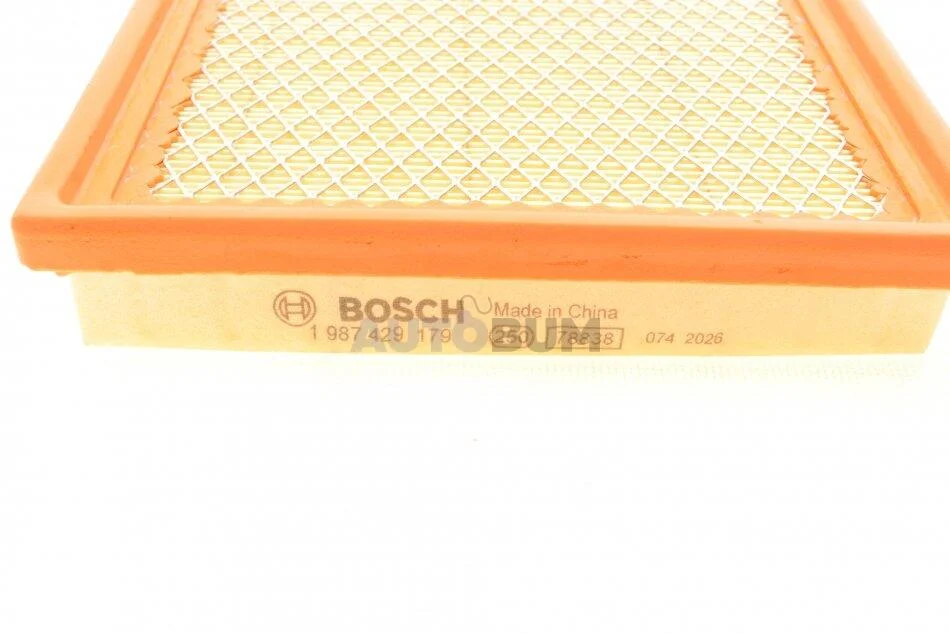 BOSCH Made in China
1 987 429 179 250 78838 074 2026
AUTOBUM